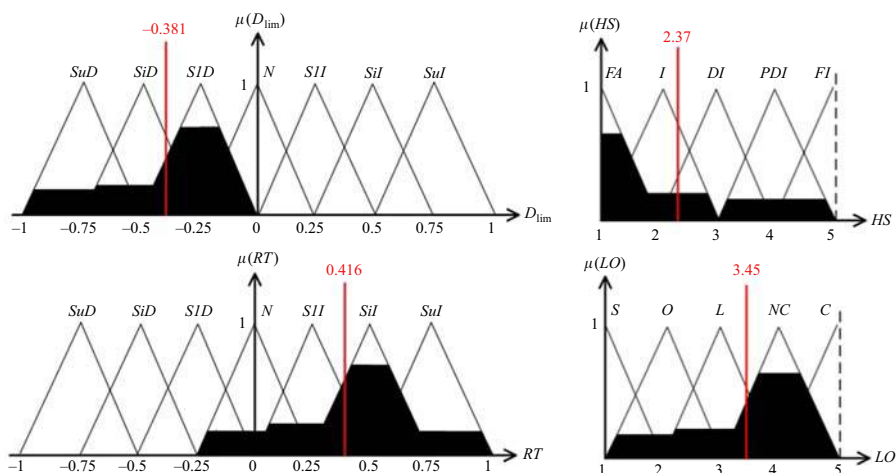 μ(D_lim)
–0.381
SuD SiD S1D N S1I SiI SuI
1
–1 –0.75 –0.5 –0.25 0 0.25 0.5 0.75 1 D_lim
μ(HS)
2.37
FA I DI PDI FI
1
1 2 3 4 5 HS
μ(RT)
0.416
SuD SiD S1D N S1I SiI SuI
1
–1 –0.75 –0.5 –0.25 0 0.25 0.5 0.75 1 RT
μ(LO)
3.45
S O L NC C
1
1 2 3 4 5 LO